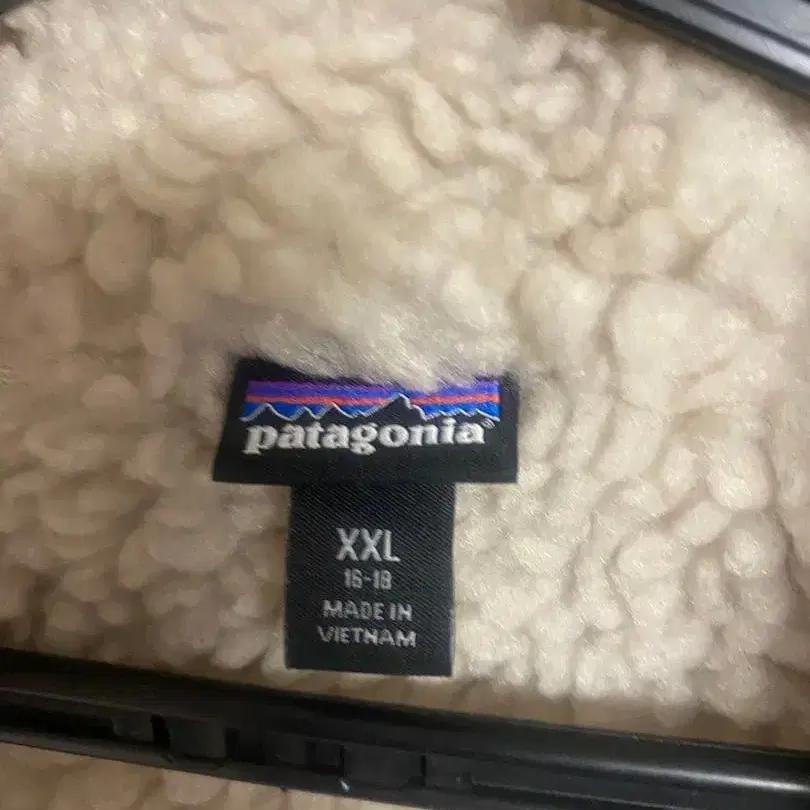 patagonia®
XXL
16-18
MADE IN
VIETNAM